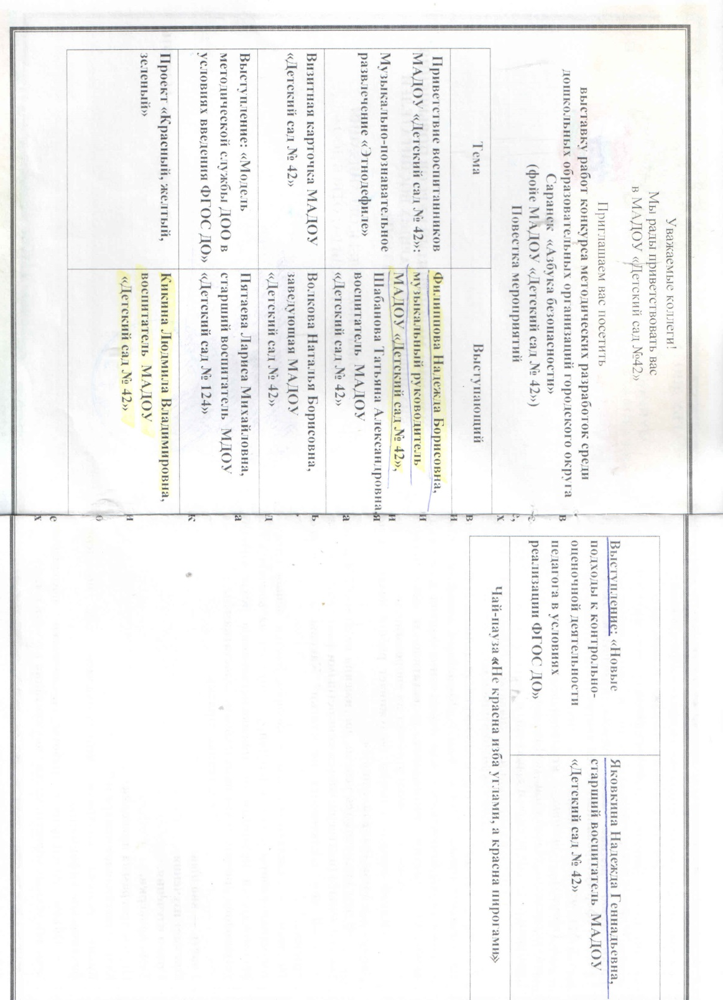 Уважаемые коллеги!
Мы рады приветствовать вас
в МАДОУ «Детский сад №42»
Приглашаем вас посетить
выставку работ конкурса методических разработок среди
дошкольных образовательных организаций городского округа
Саранск «Азбука безопасности»
(фойе МАДОУ «Детский сад № 42»)
Повестка мероприятий
Тема
Выступающий
Приветствие воспитанников
МАДОУ «Детский сад № 42»:
Музыкально-познавательное
развлечение «Этнодефиле»
Филиппова Надежда Борисовна,
музыкальный руководитель
МАДОУ «Детский сад № 42»,
Шабанова Татьяна Александровна,
воспитатель МАДОУ
«Детский сад № 42»
Визитная карточка МАДОУ
«Детский сад № 42»
Волкова Наталья Борисовна,
заведующая МАДОУ
«Детский сад № 42»
Выступление: «Модель
методической службы ДОО в
условиях введения ФГОС ДО»
Пятаева Лариса Михайловна,
старший воспитатель МДОУ
«Детский сад № 124»
Проект «Красный, желтый,
зеленый»
Кикина Людмила Владимировна,
воспитатель МАДОУ
«Детский сад № 42»
Выступление: «Новые
подходы к контрольно-
оценочной деятельности
педагога в условиях
реализации ФГОС ДО»
Яковкина Надежда Геннадьевна,
старший воспитатель МАДОУ
«Детский сад № 42»
Чай-пауза «Не красна изба углами, а красна пирогами»